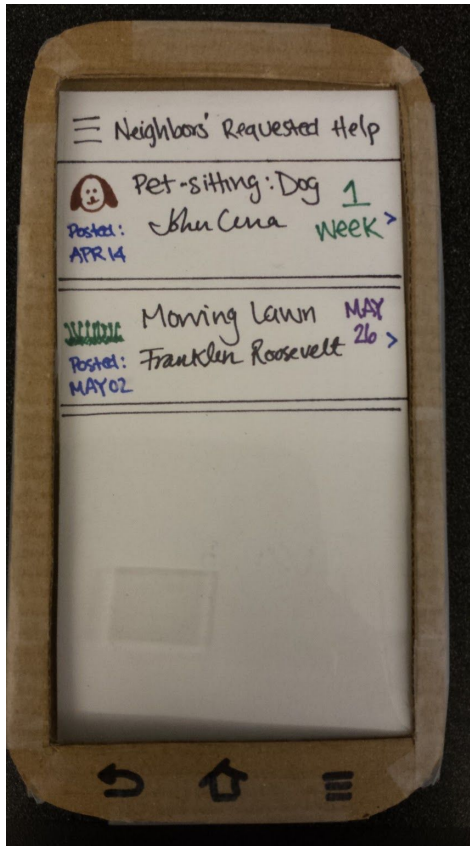 Neighbors' Requested Help
Pet-sitting: Dog
1
John Cena
Week >
Posted:
APR 14
Mowing Lawn
MAY
26 >
Franklin Roosevelt
Posted:
MAY 02